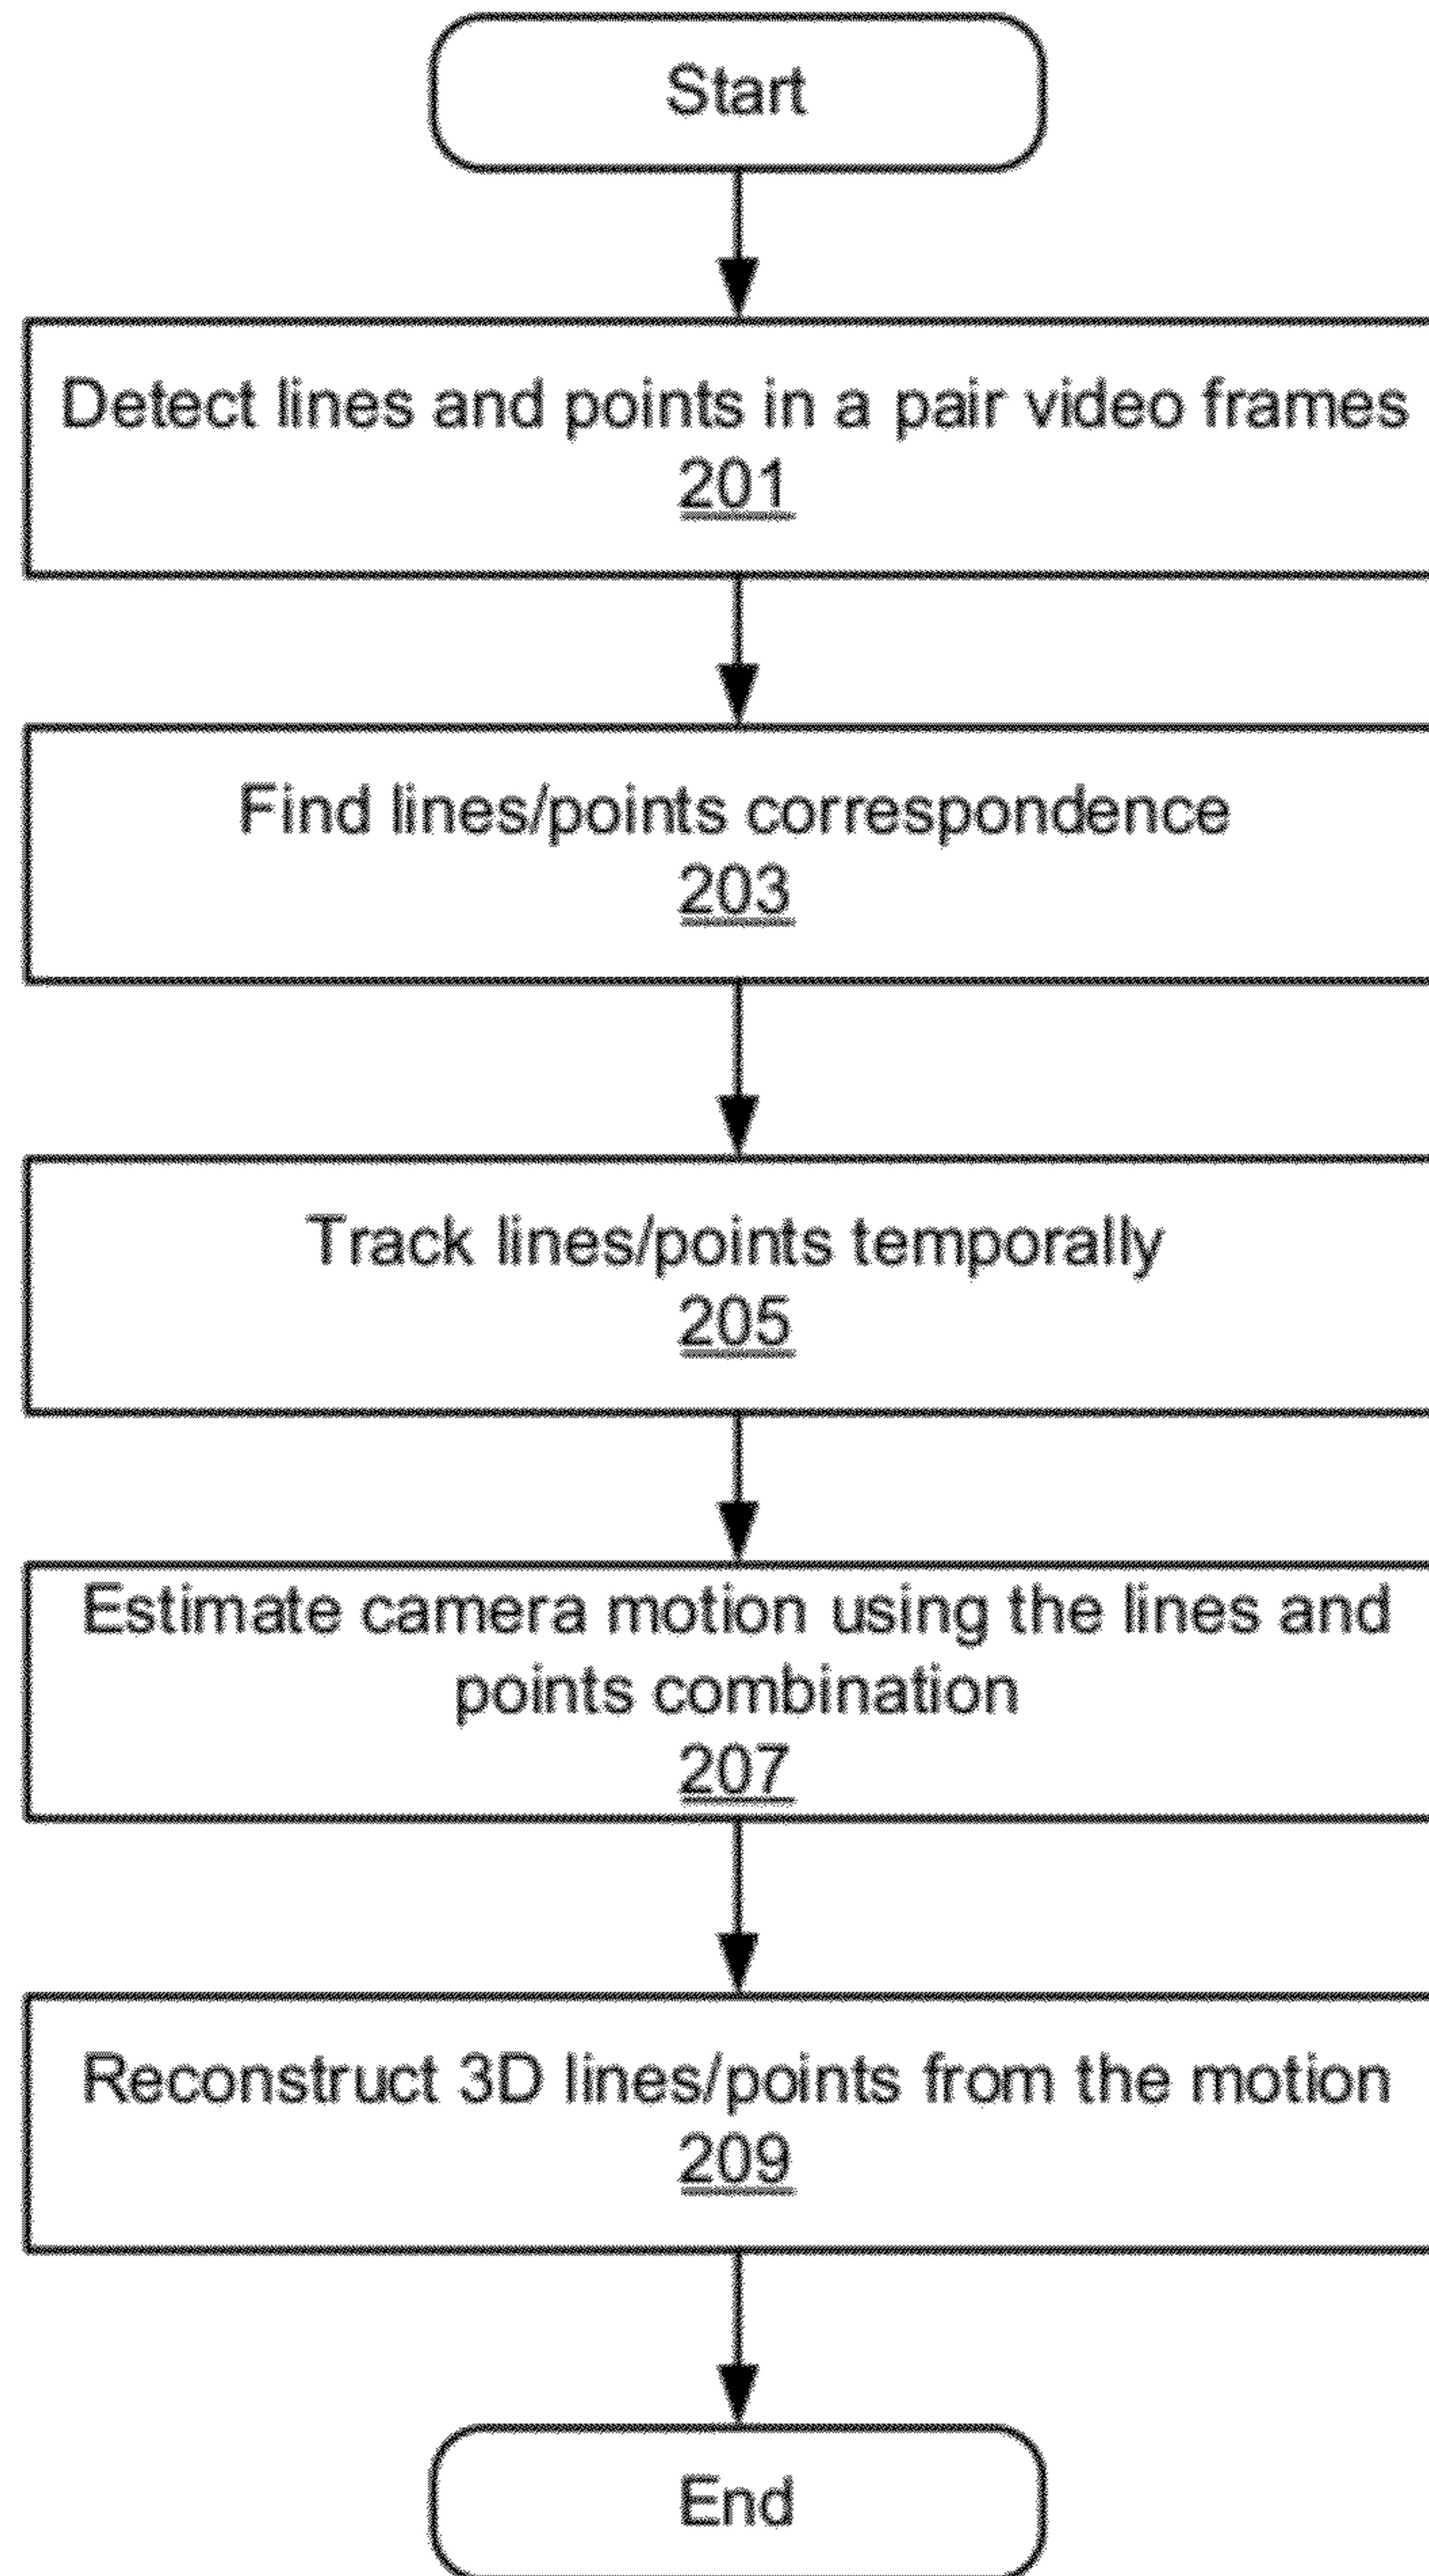 Start
Detect lines and points in a pair video frames
201
Find lines/points correspondence
203
Track lines/points temporally
205
Estimate camera motion using the lines and
points combination
207
Reconstruct 3D lines/points from the motion
209
End